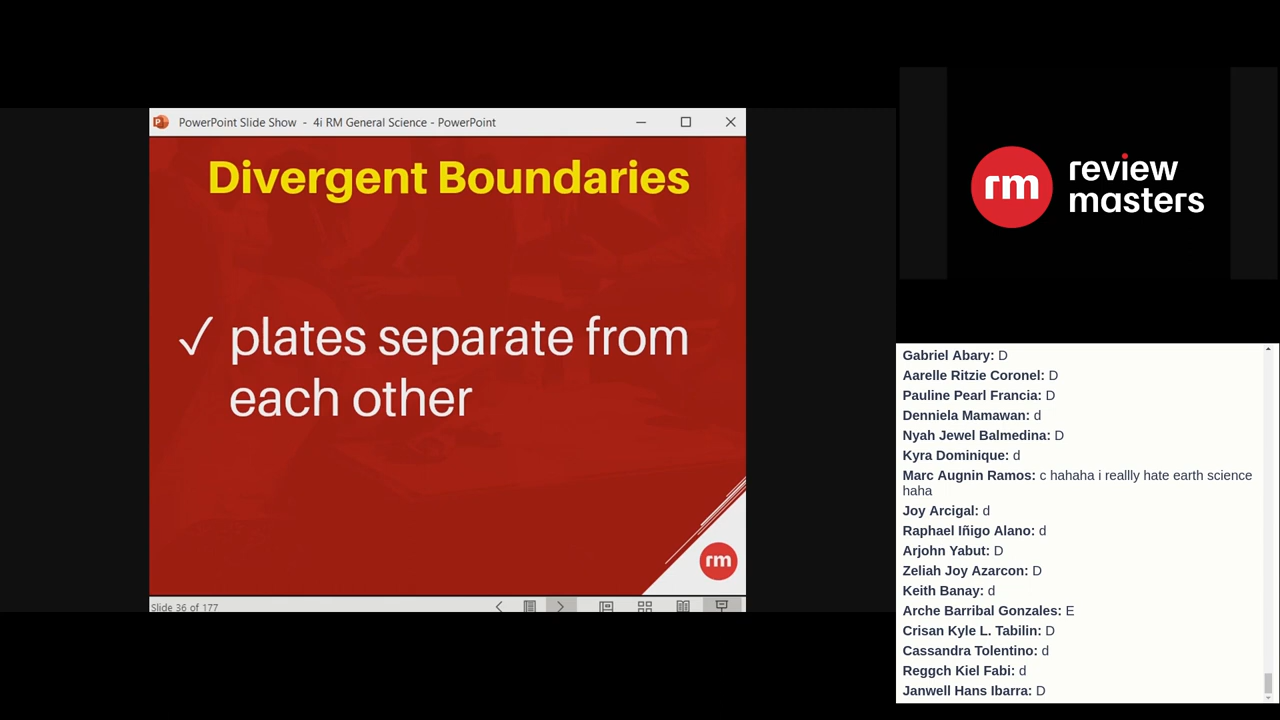 PowerPoint Slide Show - 4i RM General Science - PowerPoint
Divergent Boundaries
✓ plates separate from
each other
rm
Slide 36 of 177
rm review
masters
Gabriel Abary: D
Aarelle Ritzie Coronel: D
Pauline Pearl Francia: D
Denniela Mamawan: d
Nyah Jewel Balmedina: D
Kyra Dominique: d
Marc Augnin Ramos: c hahaha i reallly hate earth science
haha
Joy Arcigal: d
Raphael Iñigo Alano: d
Arjohn Yabut: D
Zeliah Joy Azarcon: D
Keith Banay: d
Arche Barribal Gonzales: E
Crisan Kyle L. Tabilin: D
Cassandra Tolentino: d
Reggch Kiel Fabi: d
Janwell Hans Ibarra: D